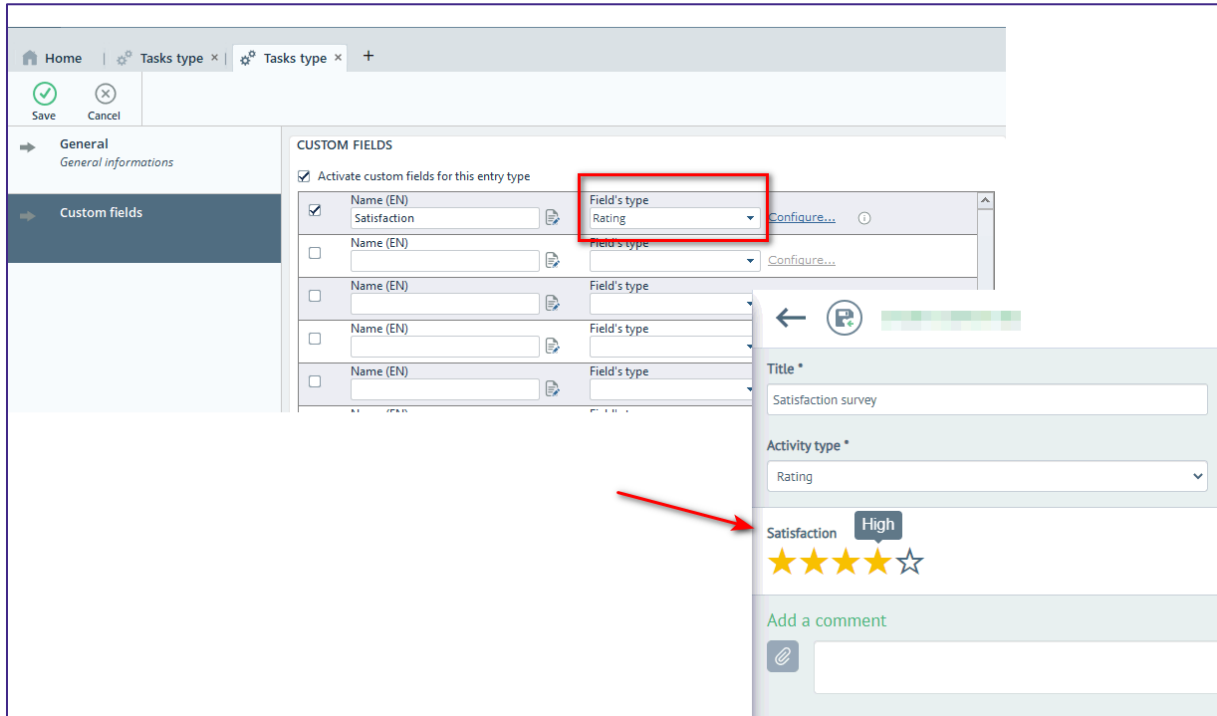 Home | Tasks type × | Tasks type × +
Save Cancel
General
General informations
Custom fields
CUSTOM FIELDS
Activate custom fields for this entry type
Name (EN) Field's type
Satisfaction Rating Configure...
Name (EN) Field's type
Configure...
Name (EN) Field's type
Name (EN) Field's type
Name (EN) Field's type
Title *
Satisfaction survey
Activity type *
Rating
Satisfaction High
Add a comment